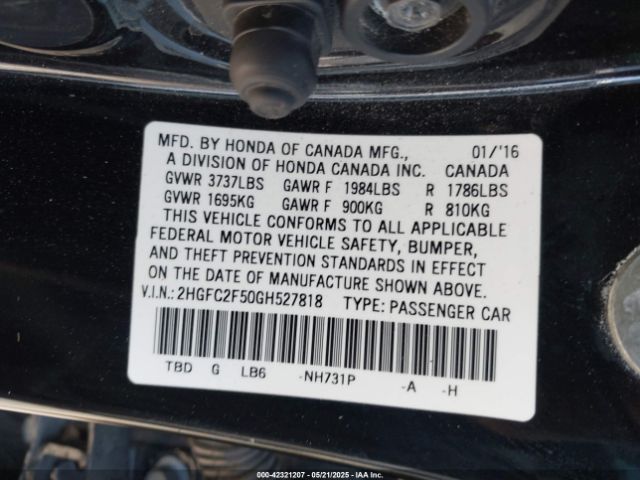 MFD. BY HONDA OF CANADA MFG., 01/'16
A DIVISION OF HONDA CANADA INC. CANADA
GVWR 3737LBS GAWR F 1984LBS R 1786LBS
GVWR 1695KG GAWR F 900KG R 810KG
THIS VEHICLE CONFORMS TO ALL APPLICABLE
FEDERAL MOTOR VEHICLE SAFETY, BUMPER,
AND THEFT PREVENTION STANDARDS IN EFFECT
ON THE DATE OF MANUFACTURE SHOWN ABOVE.
V.I.N.: 2HGFC2F50GH527818 TYPE: PASSENGER CAR
TBD G LB6 -NH731P -A -H
000-42321207 - 05/21/2025 - IAA Inc.